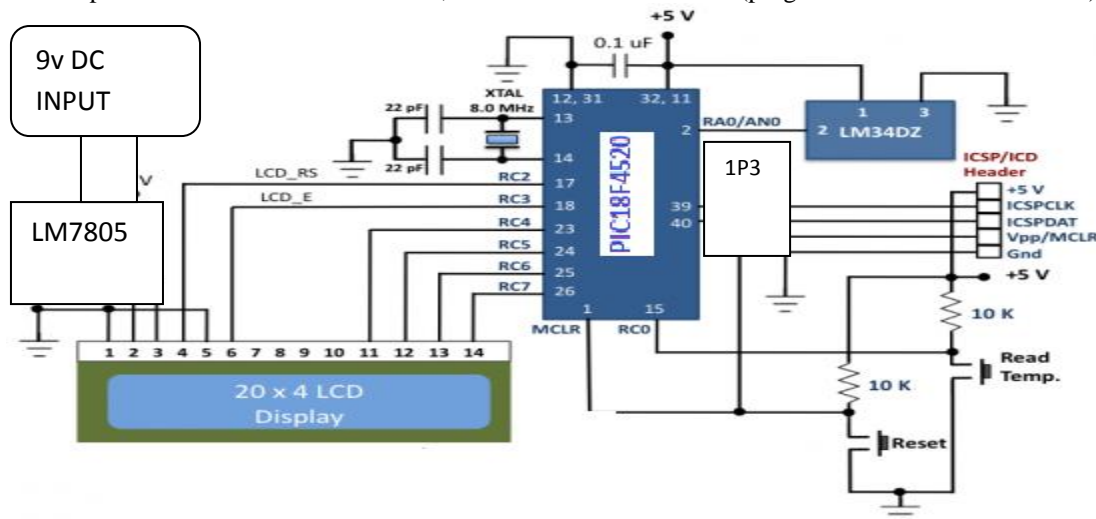 +5 V
0.1 uF
9v DC
INPUT
XTAL
8.0 MHz
22 pF
22 pF
12, 31
32, 11
13
14
2
RA0/AN0
1
3
2
LM34DZ
PIC18F4520
1P3
ICSP/ICD
Header
+5 V
ICSPCLK
ICSPDAT
Vpp/MCLR
Gnd
LCD_RS
RC2
17
LCD_E
RC3
18
RC4
23
RC5
24
RC6
25
RC7
26
39
40
V
LM7805
1
15
MCLR
RC0
+5 V
10 K
Read
Temp.
10 K
Reset
1 2 3 4 5 6 7 8 9 10 11 12 13 14
20 x 4 LCD
Display